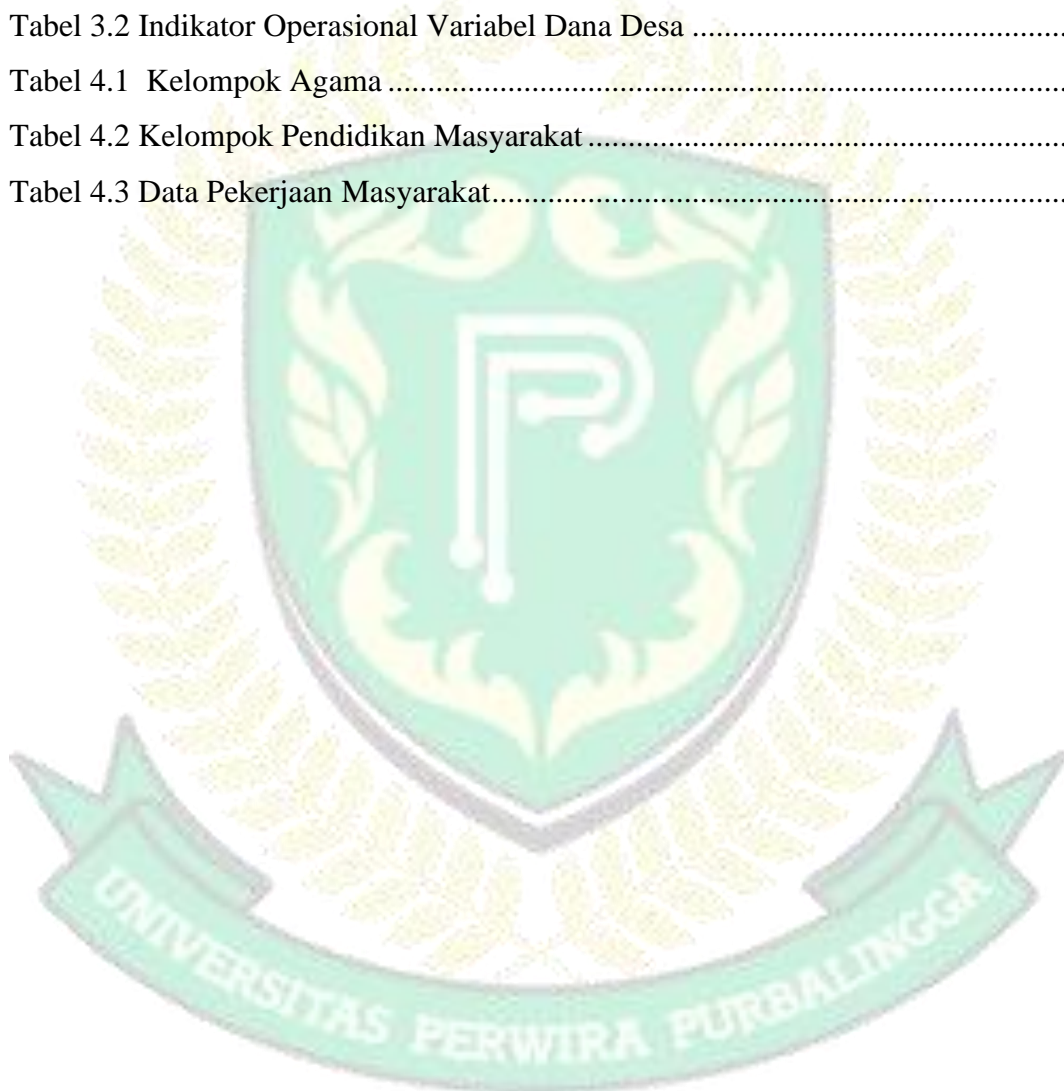 Tabel 3.2 Indikator Operasional Variabel Dana Desa ...............................................
Tabel 4.1  Kelompok Agama .....................................................................................
Tabel 4.2 Kelompok Pendidikan Masyarakat ............................................................
Tabel 4.3 Data Pekerjaan Masyarakat........................................................................
UNIVERSITAS PERWIRA PURBALINGGA